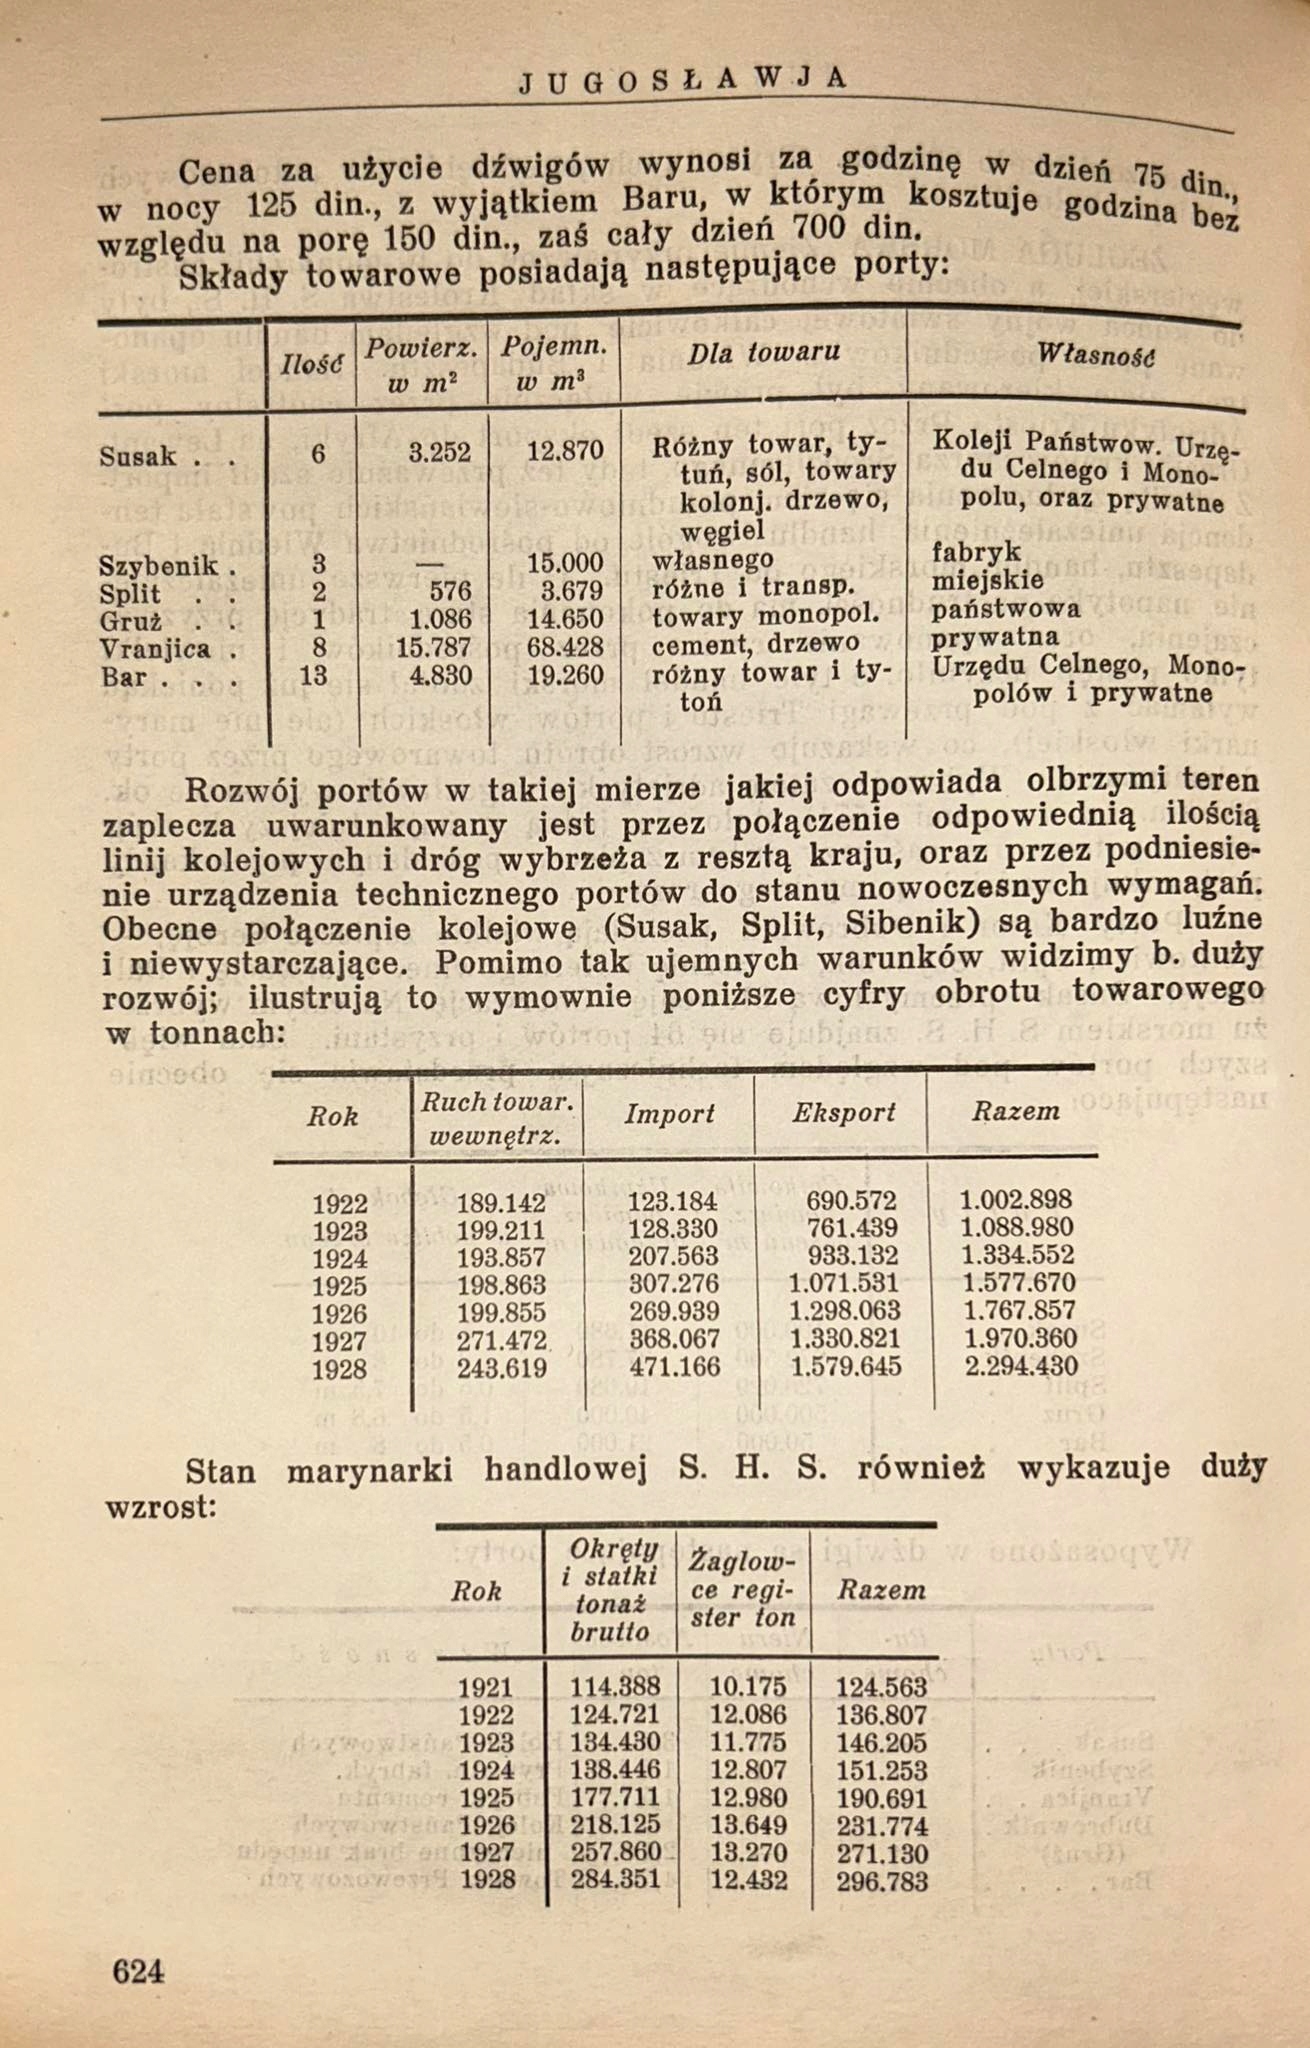 JUGOSŁAWJA
Cena za użycie dźwigów wynosi za godzinę w dzień 75 din.,
w nocy 125 din., z wyjątkiem Baru, w którym kosztuje godzina bez
względu na porę 150 din., zaś cały dzień 700 din.
Składy towarowe posiadają następujące porty:
Ilość Powierz. w m² Pojemn. w m³ Dla towaru Własność
Susak . . 6 3.252 12.870 Różny towar, ty- Koleji Państwow. Urzę-
tuń, sól, towary du Celnego i Mono-
kolonj. drzewo, polu, oraz prywatne
węgiel
Szybenik . 3 — 15.000 własnego fabryk
Split . . 2 576 3.679 różne i transp. miejskie
Gruż . . 1 1.086 14.650 towary monopol. państwowa
Vranjica . 8 15.787 68.428 cement, drzewo prywatna
Bar . . . 13 4.830 19.260 różny towar i ty- Urzędu Celnego, Mono-
toń polów i prywatne
Rozwój portów w takiej mierze jakiej odpowiada olbrzymi teren
zaplecza uwarunkowany jest przez połączenie odpowiednią ilością
linij kolejowych i dróg wybrzeża z resztą kraju, oraz przez podniesie-
nie urządzenia technicznego portów do stanu nowoczesnych wymagań.
Obecne połączenie kolejowe (Susak, Split, Sibenik) są bardzo luźne
i niewystarczające. Pomimo tak ujemnych warunków widzimy b. duży
rozwój; ilustrują to wymownie poniższe cyfry obrotu towarowego
w tonnach:
Rok Ruch towar. wewnętrz. Import Eksport Razem
1922 189.142 123.184 690.572 1.002.898
1923 199.211 128.330 761.439 1.088.980
1924 193.857 207.563 933.132 1.334.552
1925 198.863 307.276 1.071.531 1.577.670
1926 199.855 269.939 1.298.063 1.767.857
1927 271.472 368.067 1.330.821 1.970.360
1928 243.619 471.166 1.579.645 2.294.430
Stan marynarki handlowej S. H. S. również wykazuje duży
wzrost:
Rok Okręty i statki tonaż brutto Żaglow-ce regi-ster ton Razem
1921 114.388 10.175 124.563
1922 124.721 12.086 136.807
1923 134.430 11.775 146.205
1924 138.446 12.807 151.253
1925 177.711 12.980 190.691
1926 218.125 13.649 231.774
1927 257.860 13.270 271.130
1928 284.351 12.432 296.783
624